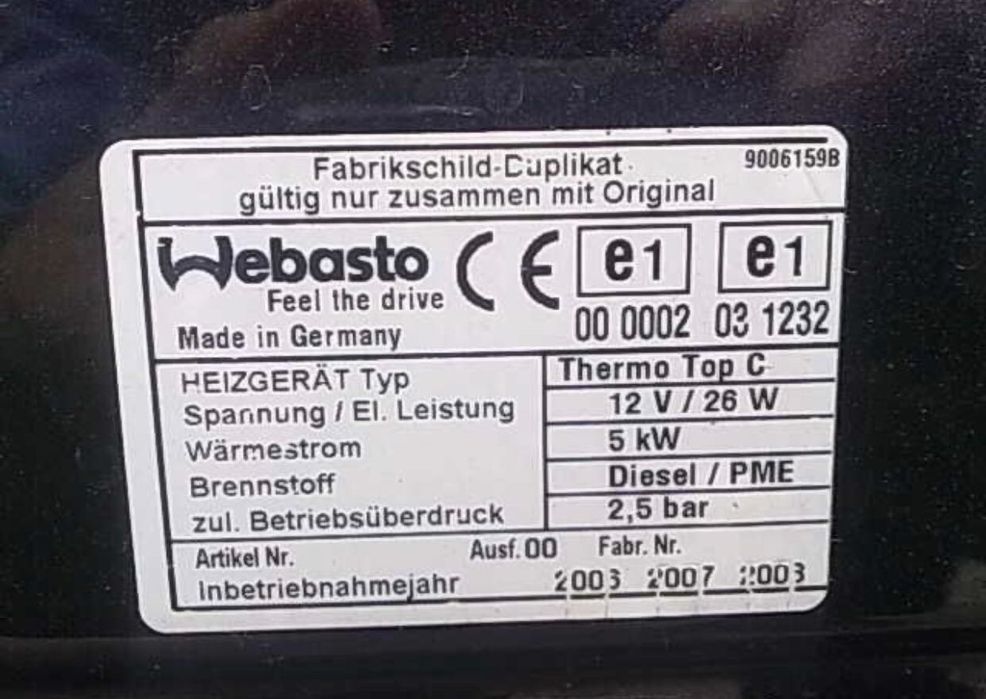 Fabrikschild-Duplikat
9006159B
gültig nur zusammen mit Original
Webasto
Feel the drive
Made in Germany
CE
e1
00 0002
e1
03 1232
HEIZGERÄT Typ Thermo Top C
Spannung / El. Leistung 12 V / 26 W
Wärmestrom 5 kW
Brennstoff Diesel / PME
zul. Betriebsüberdruck 2,5 bar
Artikel Nr. Ausf. 00 Fabr. Nr.
Inbetriebnahmejahr 2007